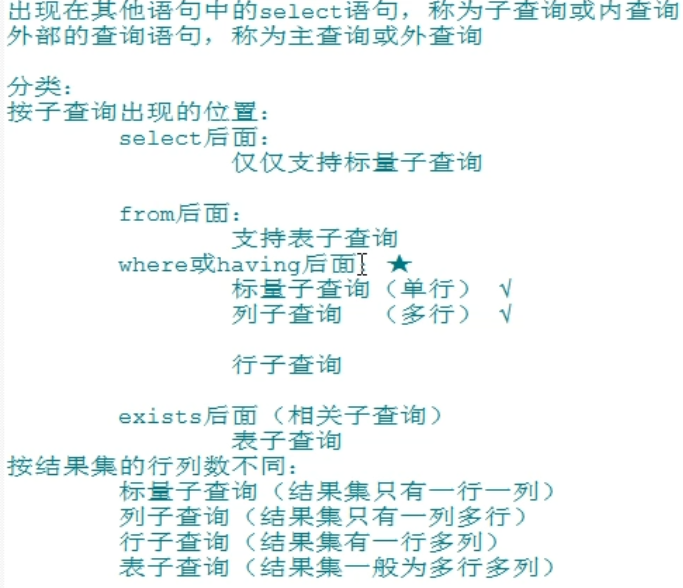 出现在其他语句中的select语句，称为子查询或内查询
外部的查询语句，称为主查询或外查询
分类：
按子查询出现的位置：
select后面：
仅仅支持标量子查询
from后面：
支持表子查询
where或having后面： ★
标量子查询（单行） √
列子查询 （多行） √
行子查询
exists后面（相关子查询）
表子查询
按结果集的行列数不同：
标量子查询（结果集只有一行一列）
列子查询（结果集只有一列多行）
行子查询（结果集有一行多列）
表子查询（结果集一般为多行多列）